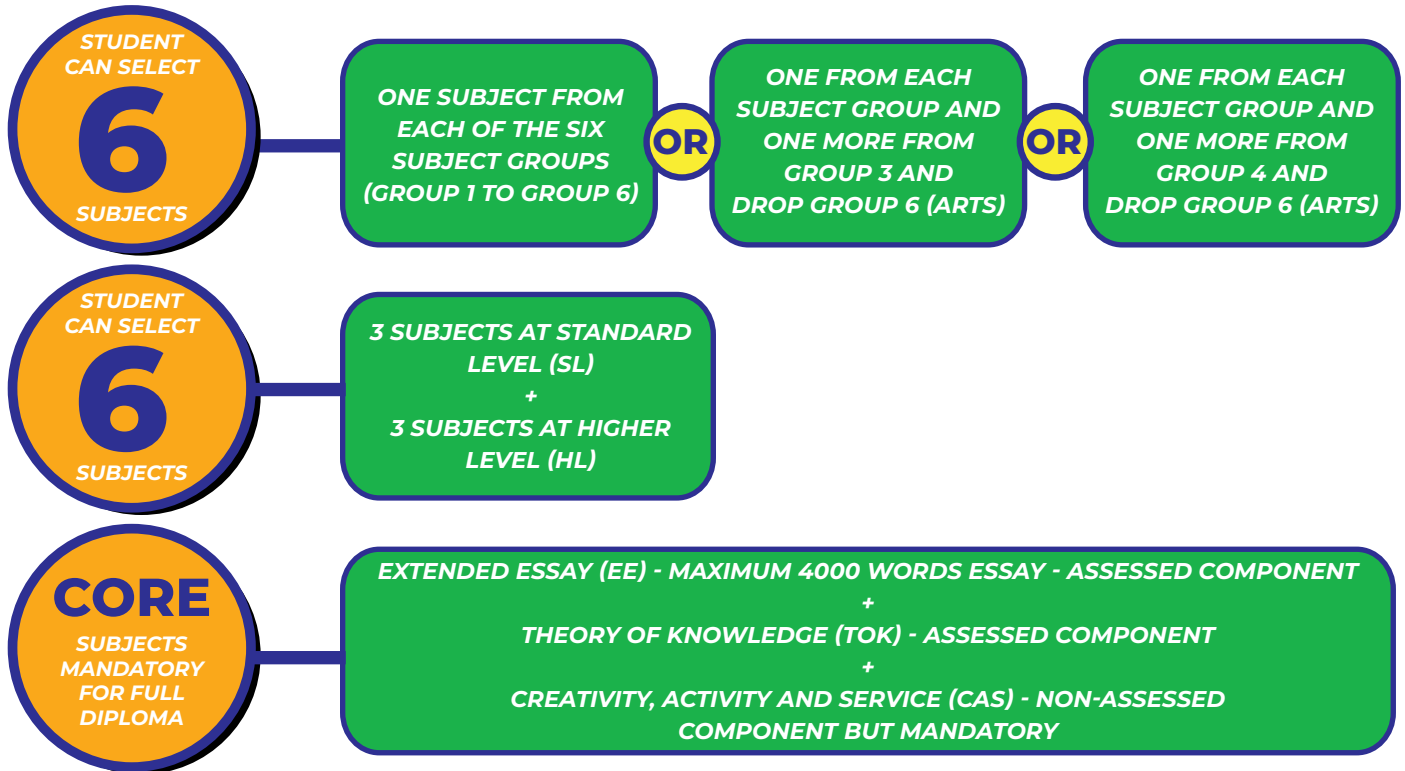 STUDENT
CAN SELECT
6
SUBJECTS
ONE SUBJECT FROM
EACH OF THE SIX
SUBJECT GROUPS
(GROUP 1 TO GROUP 6)
OR
ONE FROM EACH
SUBJECT GROUP AND
ONE MORE FROM
GROUP 3 AND
DROP GROUP 6 (ARTS)
OR
ONE FROM EACH
SUBJECT GROUP AND
ONE MORE FROM
GROUP 4 AND
DROP GROUP 6 (ARTS)
STUDENT
CAN SELECT
6
SUBJECTS
3 SUBJECTS AT STANDARD
LEVEL (SL)
+
3 SUBJECTS AT HIGHER
LEVEL (HL)
CORE
SUBJECTS
MANDATORY
FOR FULL
DIPLOMA
EXTENDED ESSAY (EE) - MAXIMUM 4000 WORDS ESSAY - ASSESSED COMPONENT
+
THEORY OF KNOWLEDGE (TOK) - ASSESSED COMPONENT
+
CREATIVITY, ACTIVITY AND SERVICE (CAS) - NON-ASSESSED
COMPONENT BUT MANDATORY